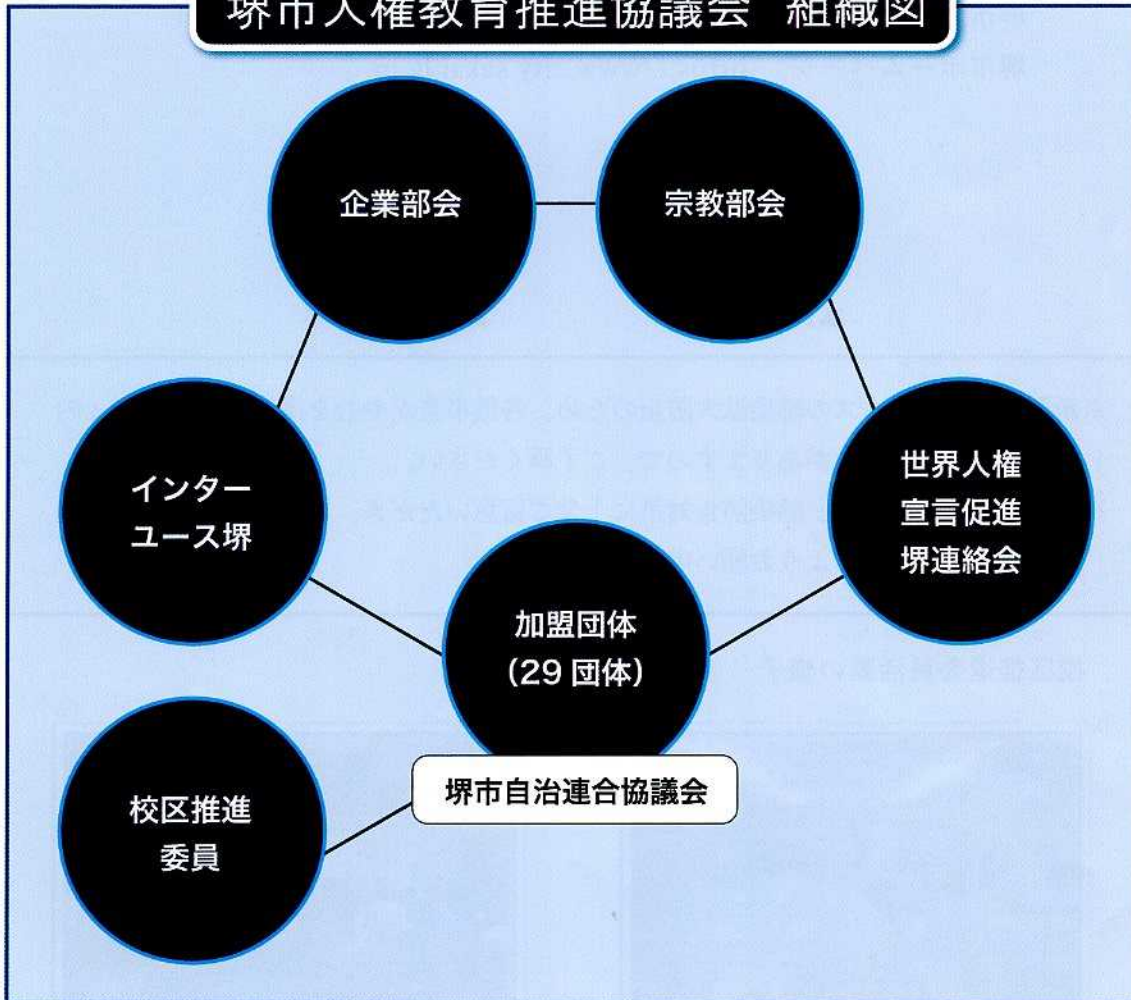 堺市人権教育推進協議会 組織図
企業部会
宗教部会
インター
ユース堺
世界人権
宣言促進
堺連絡会
加盟団体
（29 団体）
堺市自治連合協議会
校区推進
委員